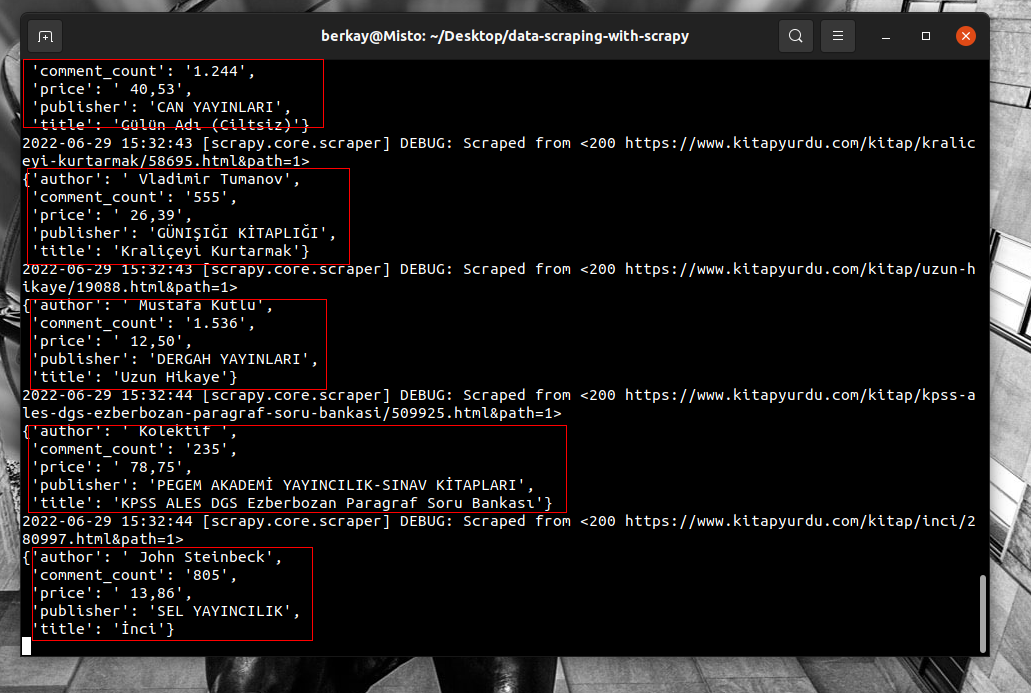 berkay@Misto: ~/Desktop/data-scraping-with-scrapy
'comment_count': '1.244',
'price': ' 40,53',
'publisher': 'CAN YAYINLARI',
'title': 'Gülün Adı (Ciltsiz)'}
2022-06-29 15:32:43 [scrapy.core.scraper] DEBUG: Scraped from <200 https://www.kitapyurdu.com/kitap/kralic
eyi-kurtarmak/58695.html&path=1>
{'author': ' Vladimir Tumanov',
'comment_count': '555',
'price': ' 26,39',
'publisher': 'GÜNIŞIĞI KİTAPLIĞI',
'title': 'Kraliçeyi Kurtarmak'}
2022-06-29 15:32:43 [scrapy.core.scraper] DEBUG: Scraped from <200 https://www.kitapyurdu.com/kitap/uzun-h
ikaye/19088.html&path=1>
{'author': ' Mustafa Kutlu',
'comment_count': '1.536',
'price': ' 12,50',
'publisher': 'DERGAH YAYINLARI',
'title': 'Uzun Hikaye'}
2022-06-29 15:32:44 [scrapy.core.scraper] DEBUG: Scraped from <200 https://www.kitapyurdu.com/kitap/kpss-a
les-dgs-ezberbozan-paragraf-soru-bankasi/509925.html&path=1>
{'author': ' Kolektif ',
'comment_count': '235',
'price': ' 78,75',
'publisher': 'PEGEM AKADEMİ YAYINCILIK-SINAV KİTAPLARI',
'title': 'KPSS ALES DGS Ezberbozan Paragraf Soru Bankası'}
2022-06-29 15:32:44 [scrapy.core.scraper] DEBUG: Scraped from <200 https://www.kitapyurdu.com/kitap/inci/2
80997.html&path=1>
{'author': ' John Steinbeck',
'comment_count': '805',
'price': ' 13,86',
'publisher': 'SEL YAYINCILIK',
'title': 'İnci'}